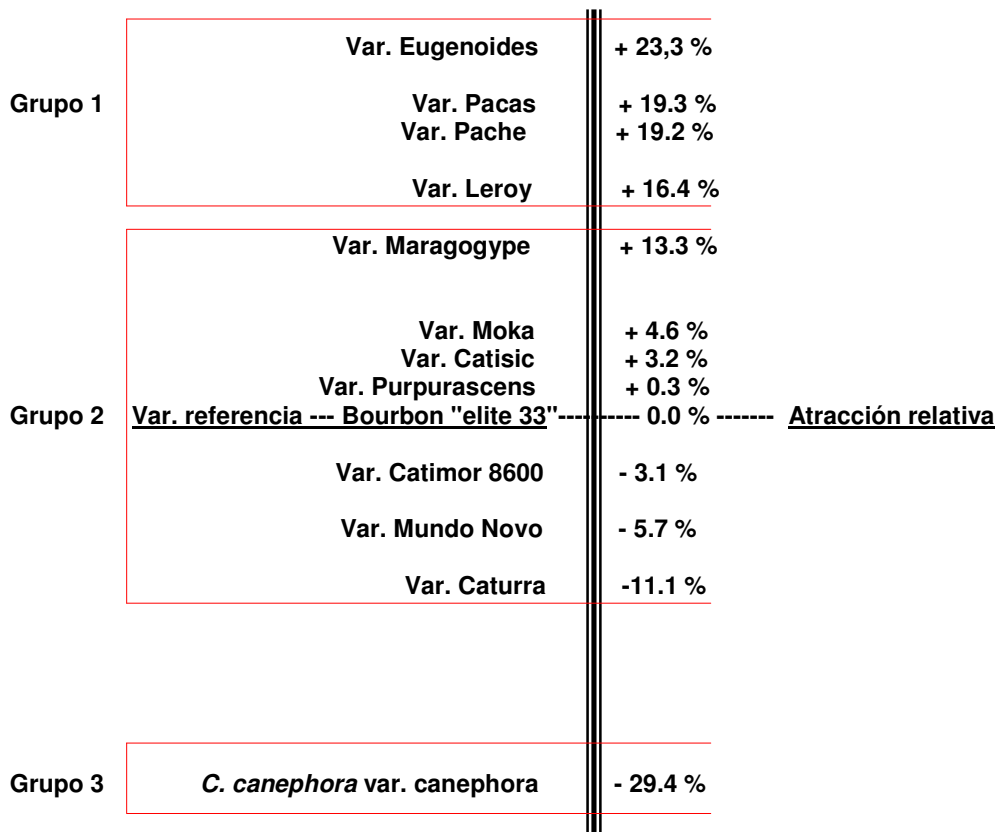 Var. Eugenoides + 23,3 %
Grupo 1 Var. Pacas + 19.3 %
Var. Pache + 19.2 %
Var. Leroy + 16.4 %
Var. Maragogype + 13.3 %
Var. Moka + 4.6 %
Var. Catisic + 3.2 %
Var. Purpurascens + 0.3 %
Grupo 2 Var. referencia --- Bourbon "elite 33"---------- 0.0 % ------- Atracción relativa
Var. Catimor 8600 - 3.1 %
Var. Mundo Novo - 5.7 %
Var. Caturra -11.1 %
Grupo 3 C. canephora var. canephora - 29.4 %